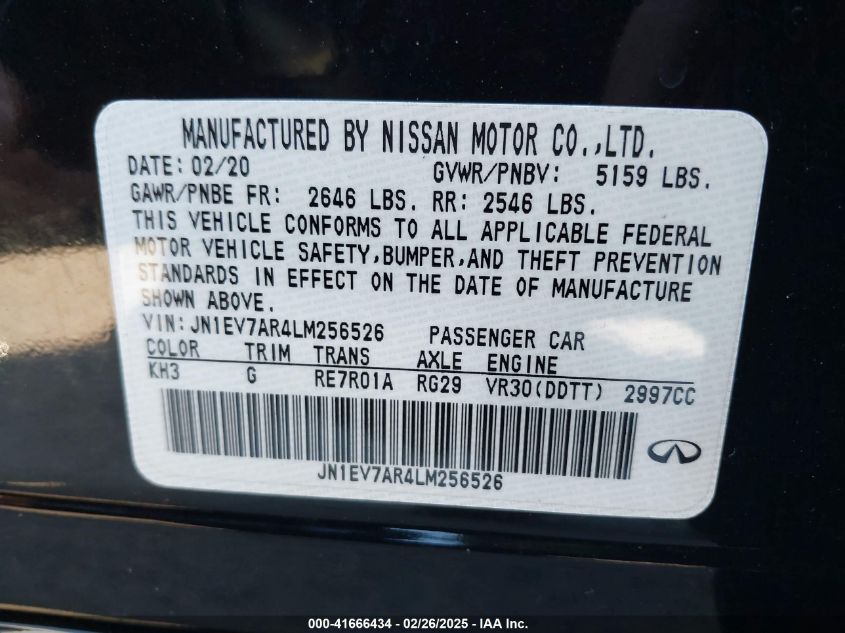 MANUFACTURED BY NISSAN MOTOR CO.,LTD.
DATE: 02/20 GVWR/PNBV: 5159 LBS.
GAWR/PNBE FR: 2646 LBS. RR: 2546 LBS.
THIS VEHICLE CONFORMS TO ALL APPLICABLE FEDERAL
MOTOR VEHICLE SAFETY,BUMPER,AND THEFT PREVENTION
STANDARDS IN EFFECT ON THE DATE OF MANUFACTURE
SHOWN ABOVE.
VIN: JN1EV7AR4LM256526 PASSENGER CAR
COLOR TRIM TRANS AXLE ENGINE
KH3 G RE7R01A RG29 VR30(DDTT) 2997CC
JN1EV7AR4LM256526
000-41666434 - 02/26/2025 - IAA Inc.